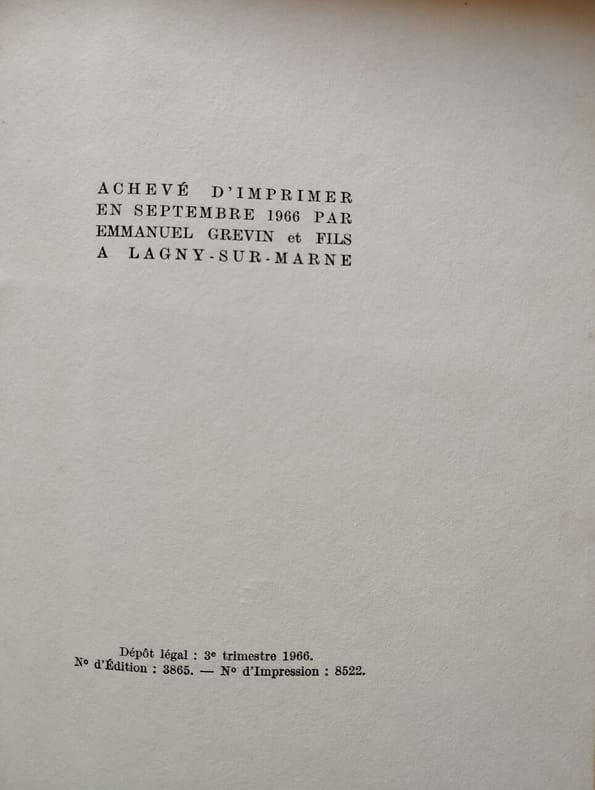 ACHEVÉ D'IMPRIMER
EN SEPTEMBRE 1966 PAR
EMMANUEL GREVIN et FILS
A LAGNY-SUR-MARNE
Dépôt légal : 3e trimestre 1966.
No d'Édition : 3865. — No d'Impression : 8522.